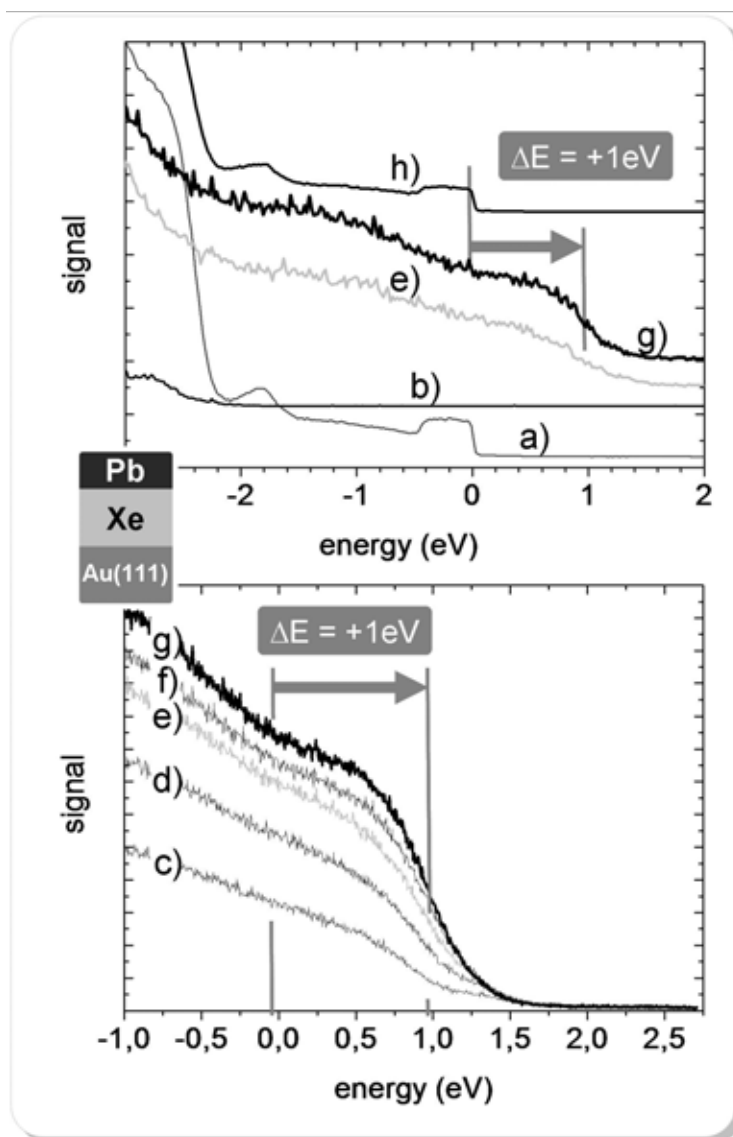 h)
ΔE = +1eV
e)
g)
b)
a)
signal
-2 -1 0 1 2
energy (eV)
Pb
Xe
Au(111)
ΔE = +1eV
g)
f)
e)
d)
c)
signal
-1,0 -0,5 0,0 0,5 1,0 1,5 2,0 2,5
energy (eV)